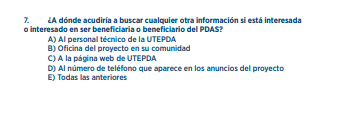 7. ¿A dónde acudiría a buscar cualquier otra información si está interesada
o interesado en ser beneficiaria o beneficiario del PDAS?
A) Al personal técnico de la UTEPDA
B) Oficina del proyecto en su comunidad
C) A la página web de UTEPDA
D) Al número de teléfono que aparece en los anuncios del proyecto
E) Todas las anteriores